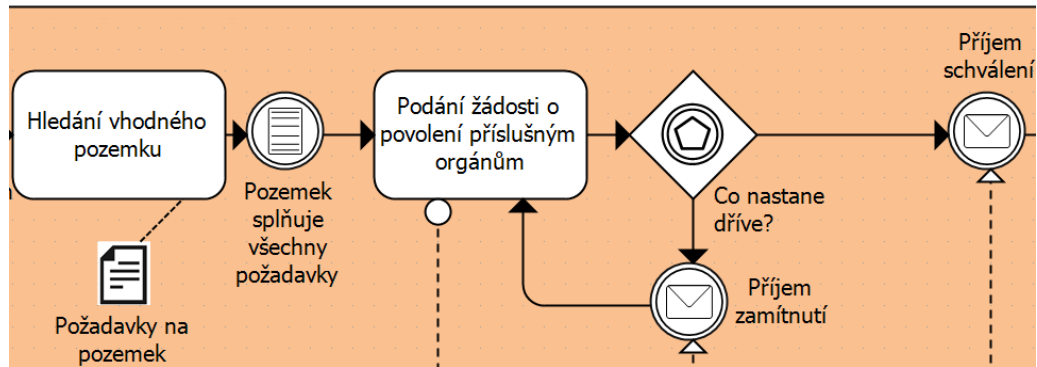 Hledání vhodného
pozemku
Pozemek
splňuje
všechny
požadavky
Požadavky na
pozemek
Podání žádosti o
povolení příslušným
orgánům
Co nastane
dříve?
Příjem
zamítnutí
Příjem
schválení